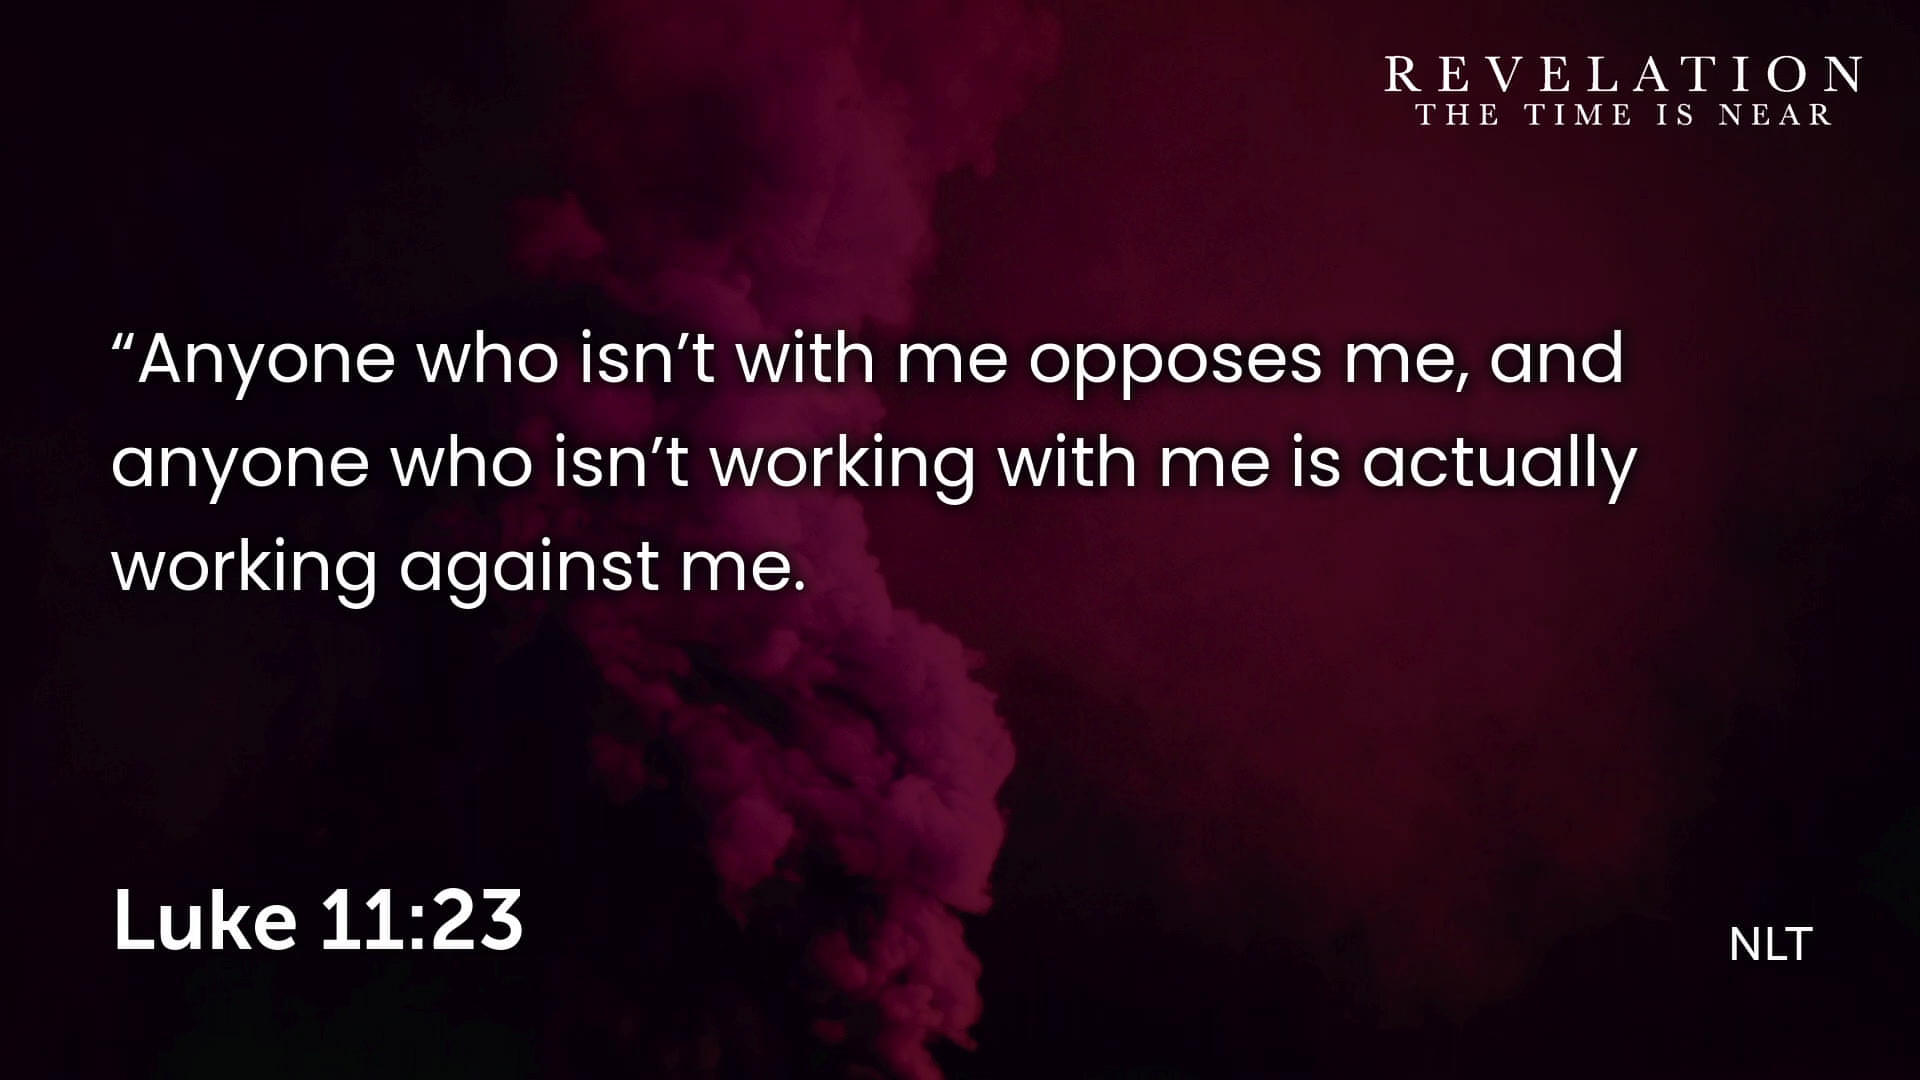 REVELATION
THE TIME IS NEAR
“Anyone who isn’t with me opposes me, and
anyone who isn’t working with me is actually
working against me.
Luke 11:23
NLT